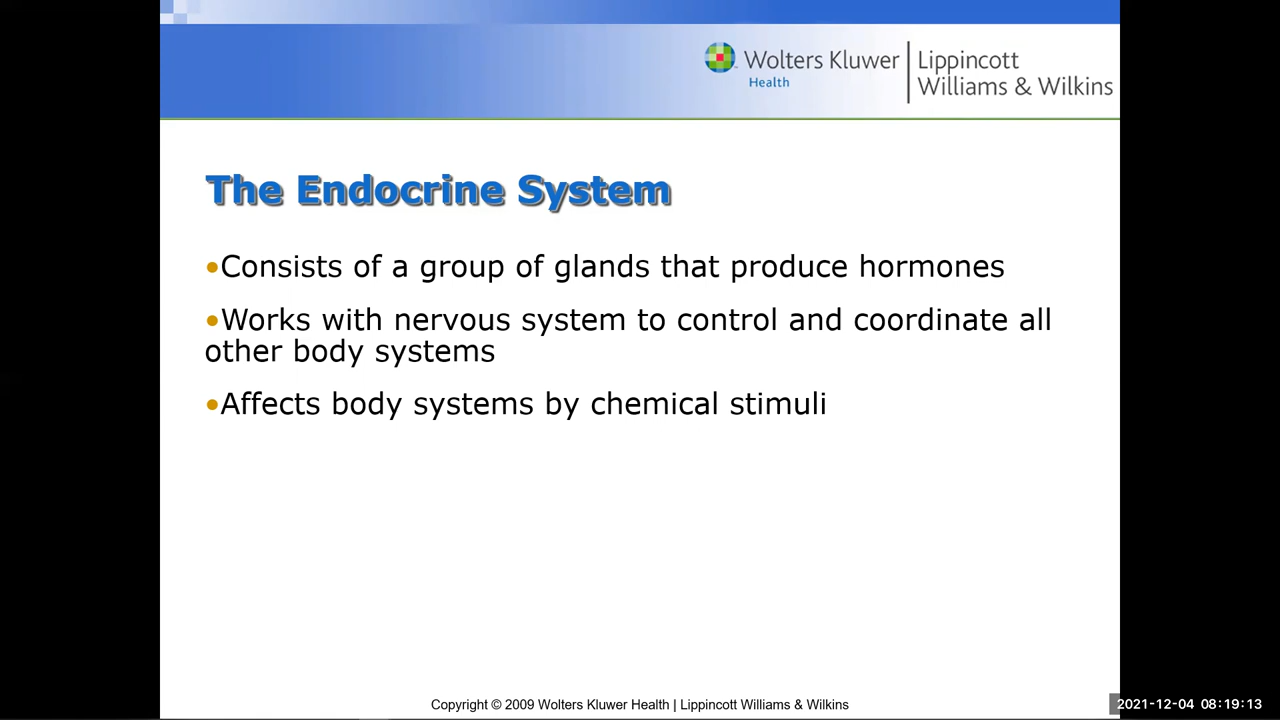 Wolters Kluwer
Health
Lippincott
Williams & Wilkins
The Endocrine System
•Consists of a group of glands that produce hormones
•Works with nervous system to control and coordinate all
other body systems
•Affects body systems by chemical stimuli
Copyright © 2009 Wolters Kluwer Health | Lippincott Williams & Wilkins
2021-12-04 08:19:13